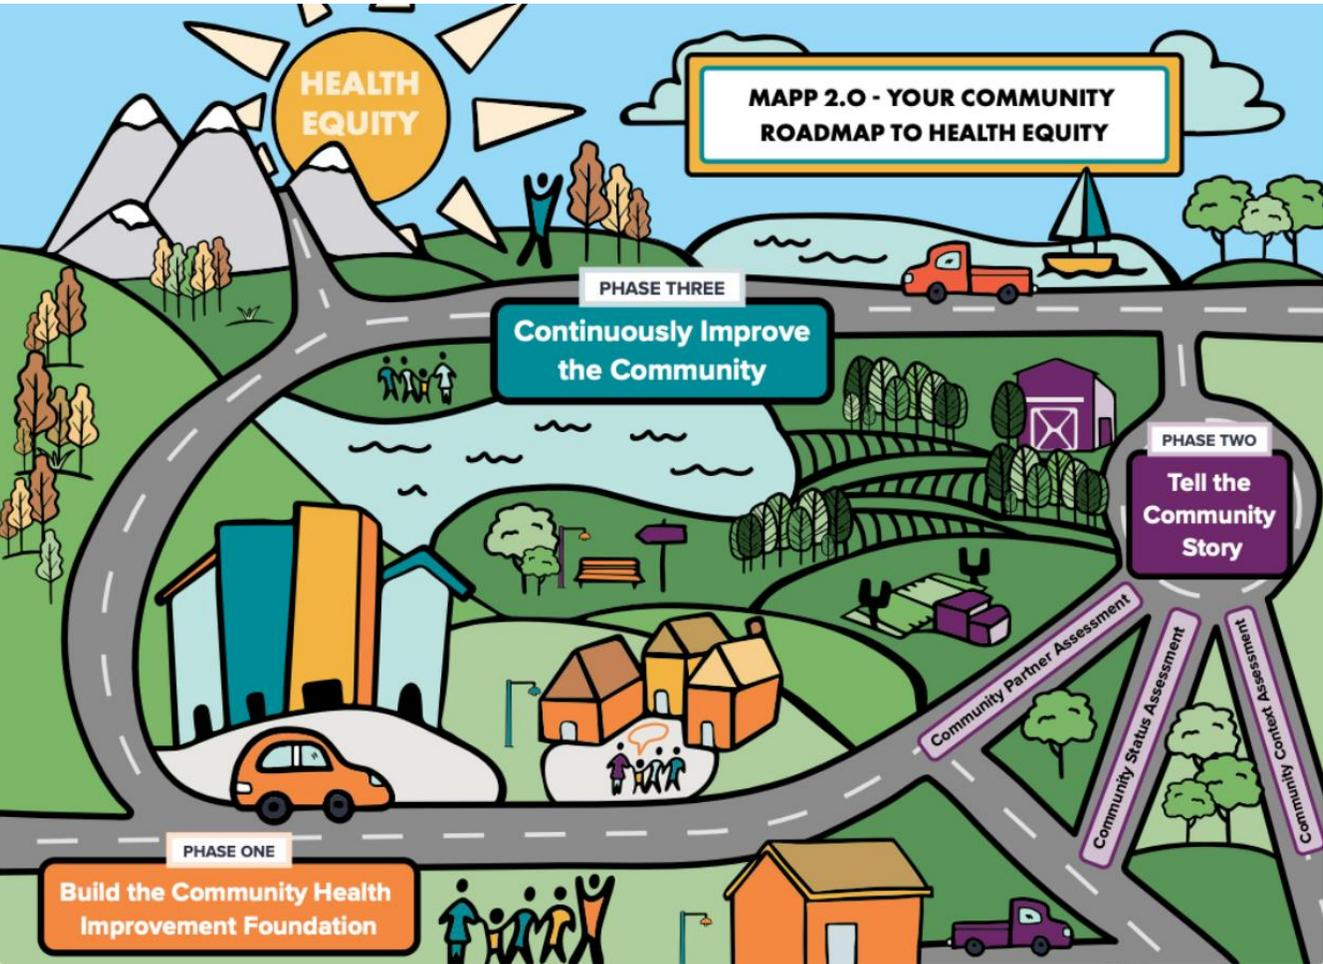 HEALTH
EQUITY
MAPP 2.0 - YOUR COMMUNITY
ROADMAP TO HEALTH EQUITY
PHASE THREE
Continuously Improve
the Community
PHASE TWO
Tell the
Community
Story
Community Partner Assessment
Community Status Assessment
Community Context Assessment
PHASE ONE
Build the Community Health
Improvement Foundation